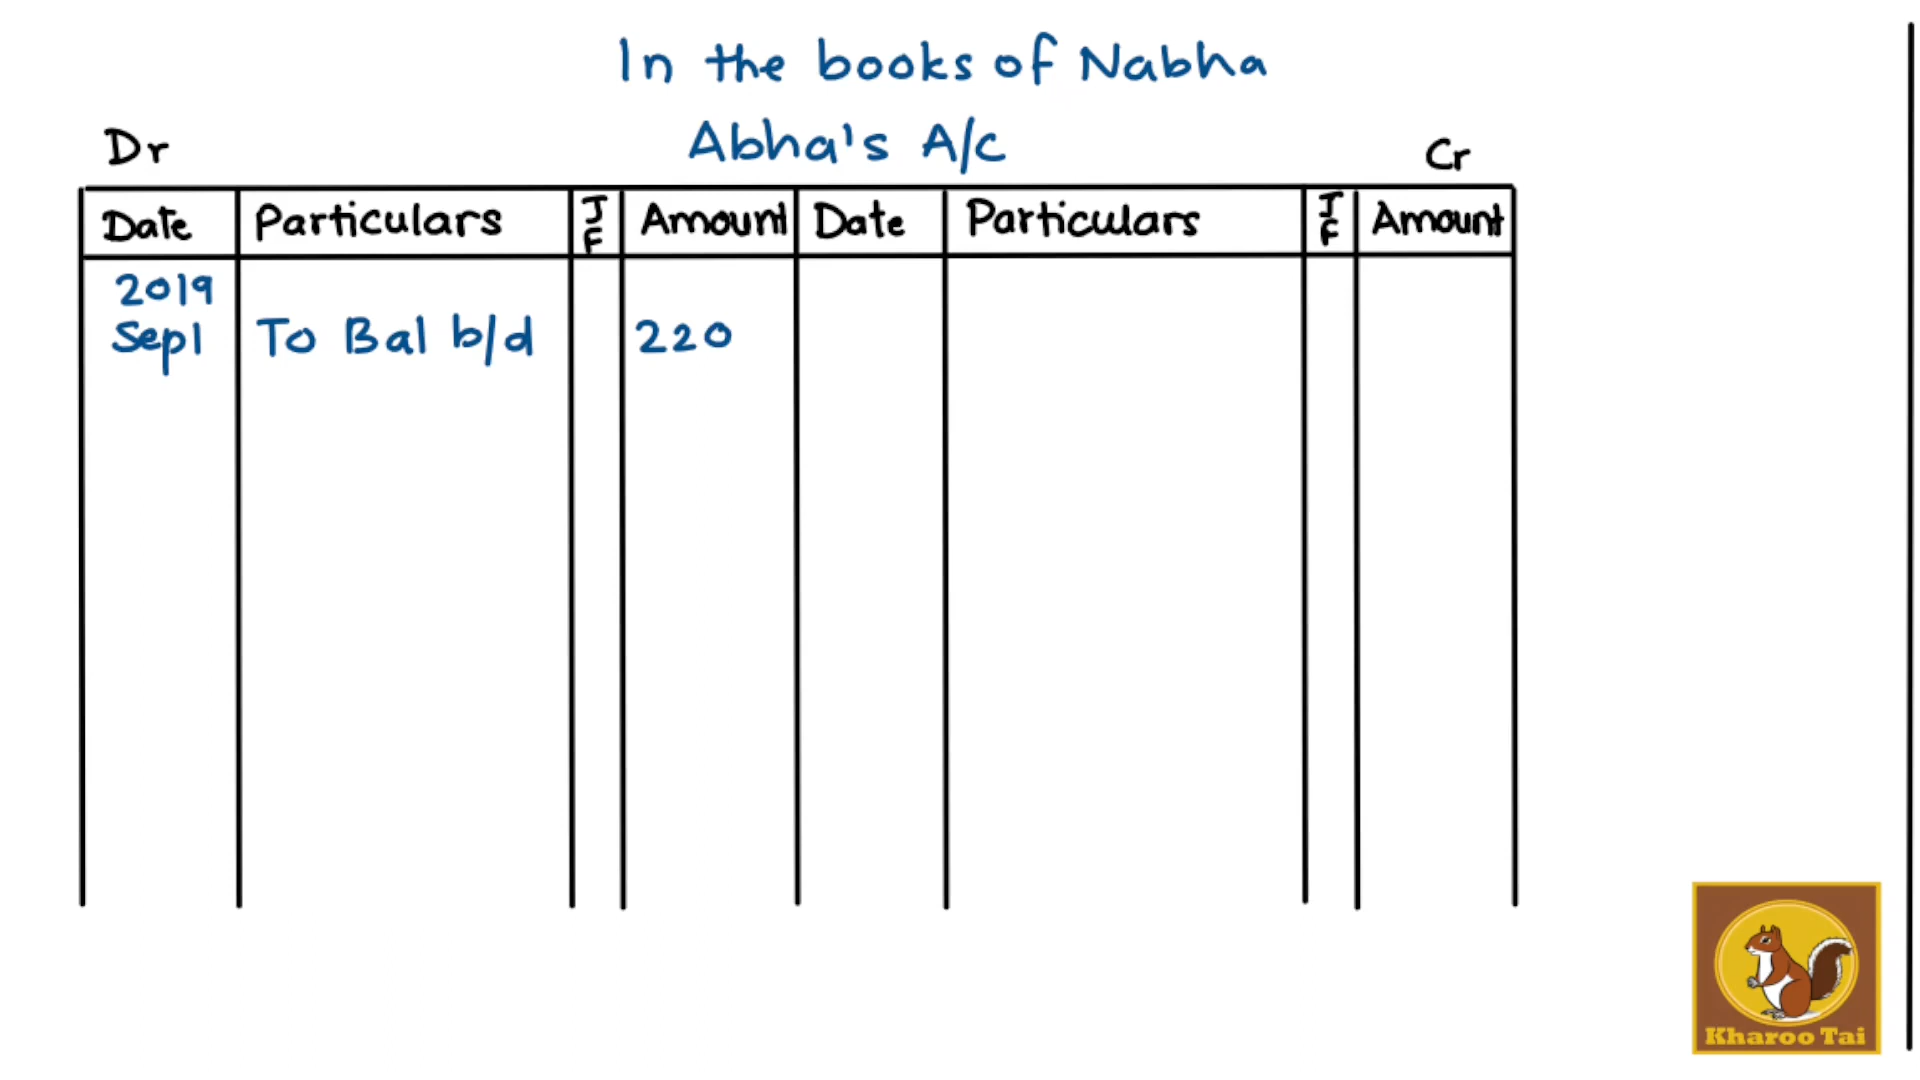 In the books of Nabha
Dr Abha's A/c Cr
Date Particulars JF Amount Date Particulars JF Amount
2019
Sep1 To Bal b/d 220
Kharoo Tai